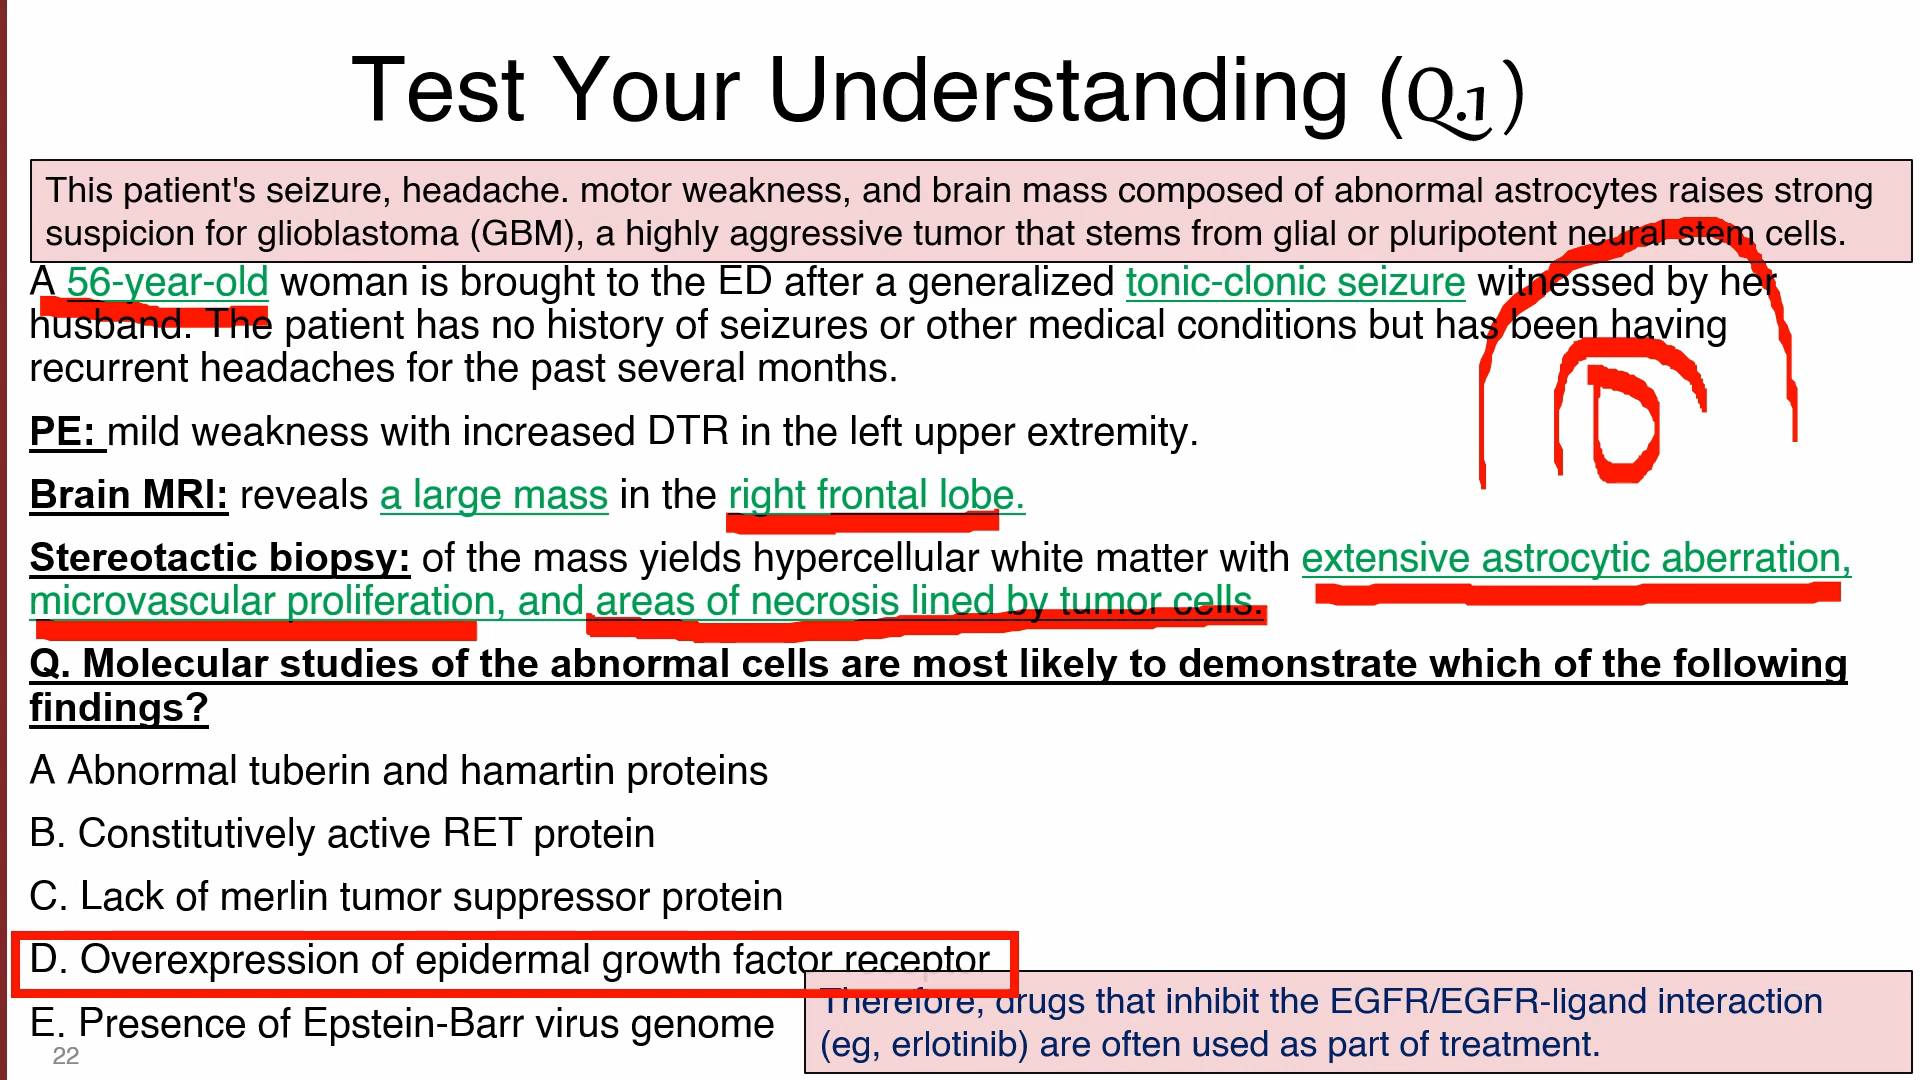 Test Your Understanding (Q.1)
This patient's seizure, headache. motor weakness, and brain mass composed of abnormal astrocytes raises strong
suspicion for glioblastoma (GBM), a highly aggressive tumor that stems from glial or pluripotent neural stem cells.
A 56-year-old woman is brought to the ED after a generalized tonic-clonic seizure witnessed by her
husband. The patient has no history of seizures or other medical conditions but has been having
recurrent headaches for the past several months.
PE: mild weakness with increased DTR in the left upper extremity.
Brain MRI: reveals a large mass in the right frontal lobe.
Stereotactic biopsy: of the mass yields hypercellular white matter with extensive astrocytic aberration,
microvascular proliferation, and areas of necrosis lined by tumor cells.
Q. Molecular studies of the abnormal cells are most likely to demonstrate which of the following
findings?
A Abnormal tuberin and hamartin proteins
B. Constitutively active RET protein
C. Lack of merlin tumor suppressor protein
D. Overexpression of epidermal growth factor receptor
E. Presence of Epstein-Barr virus genome
Therefore, drugs that inhibit the EGFR/EGFR-ligand interaction
(eg, erlotinib) are often used as part of treatment.
22